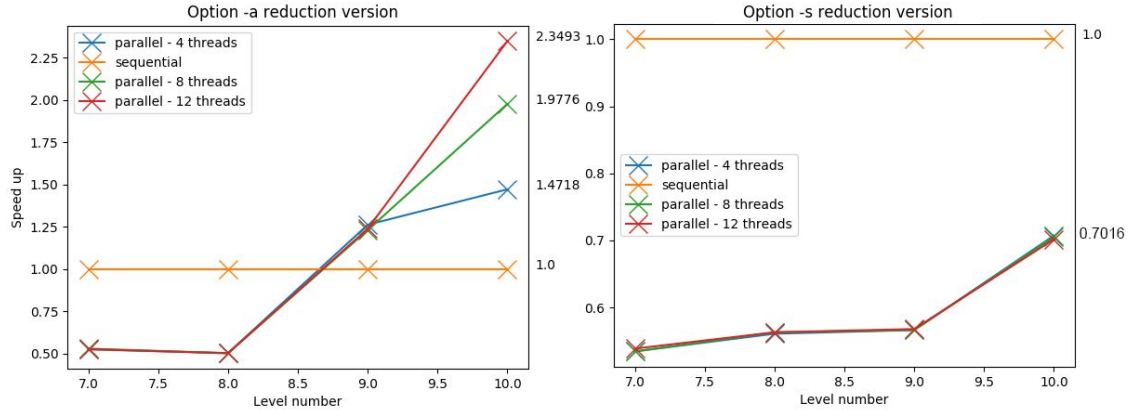 Option -a reduction version
Speed up
2.25
2.00
1.75
1.50
1.25
1.00
0.75
0.50
parallel - 4 threads
sequential
parallel - 8 threads
parallel - 12 threads
2.3493
1.9776
1.4718
1.0
7.0 7.5 8.0 8.5 9.0 9.5 10.0
Level number
Option -s reduction version
1.0
0.9
0.8
0.7
0.6
parallel - 4 threads
sequential
parallel - 8 threads
parallel - 12 threads
1.0
0.7016
7.0 7.5 8.0 8.5 9.0 9.5 10.0
Level number